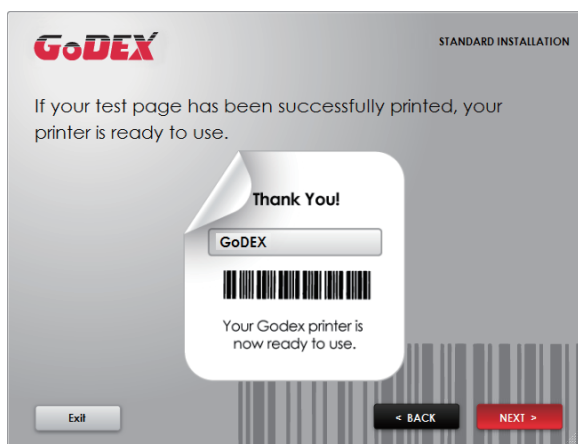 GoDEX
STANDARD INSTALLATION
If your test page has been successfully printed, your
printer is ready to use.
Thank You!
GoDEX
Your Godex printer is
now ready to use.
Exit
< BACK
NEXT >